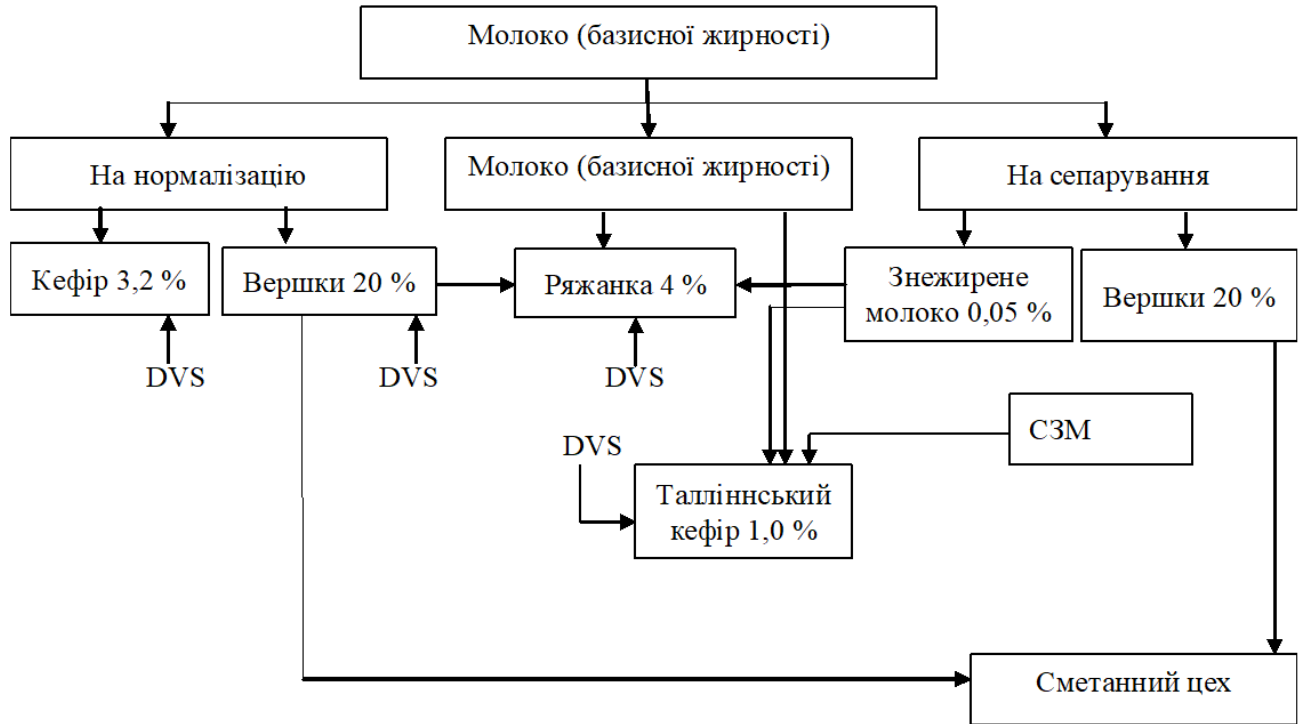 Молоко (базисної жирності)
На нормалізацію
Молоко (базисної жирності)
На сепарування
Кефір 3,2 %
Вершки 20 %
Ряжанка 4 %
Знежирене
молоко 0,05 %
Вершки 20 %
DVS
DVS
DVS
СЗМ
DVS
Талліннський
кефір 1,0 %
Сметанний цех